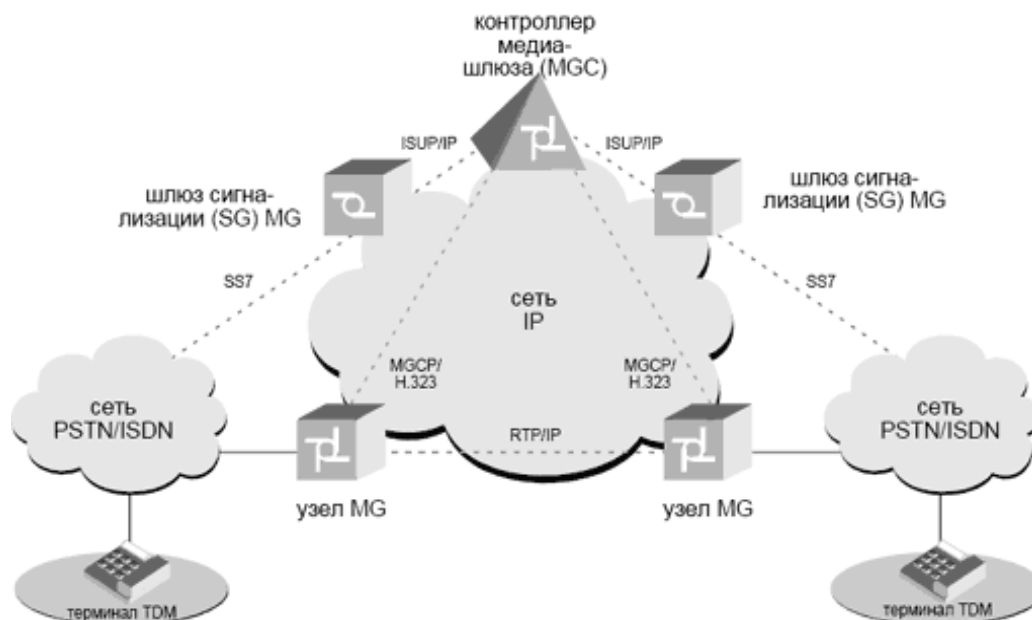 контроллер
медиа-
шлюза (MGC)
ISUP/IP
ISUP/IP
шлюз сигна-
лизации (SG) MG
шлюз сигна-
лизации (SG) MG
SS7
SS7
сеть
IP
MGCP/
H.323
MGCP/
H.323
сеть
PSTN/ISDN
сеть
PSTN/ISDN
RTP/IP
узел MG
узел MG
терминал TDM
терминал TDM